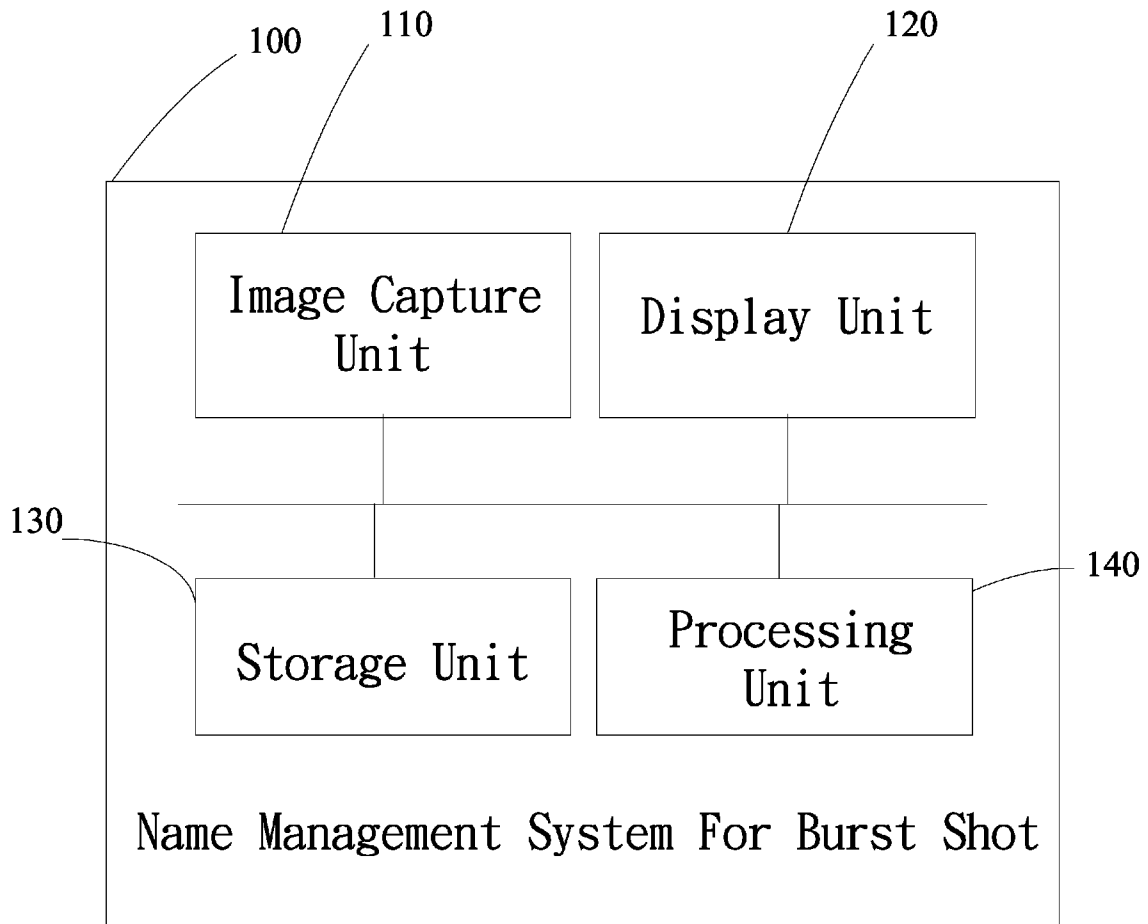 110
120
100
Image Capture
Unit
Display Unit
130
140
Storage Unit
Processing
Unit
Name Management System For Burst Shot